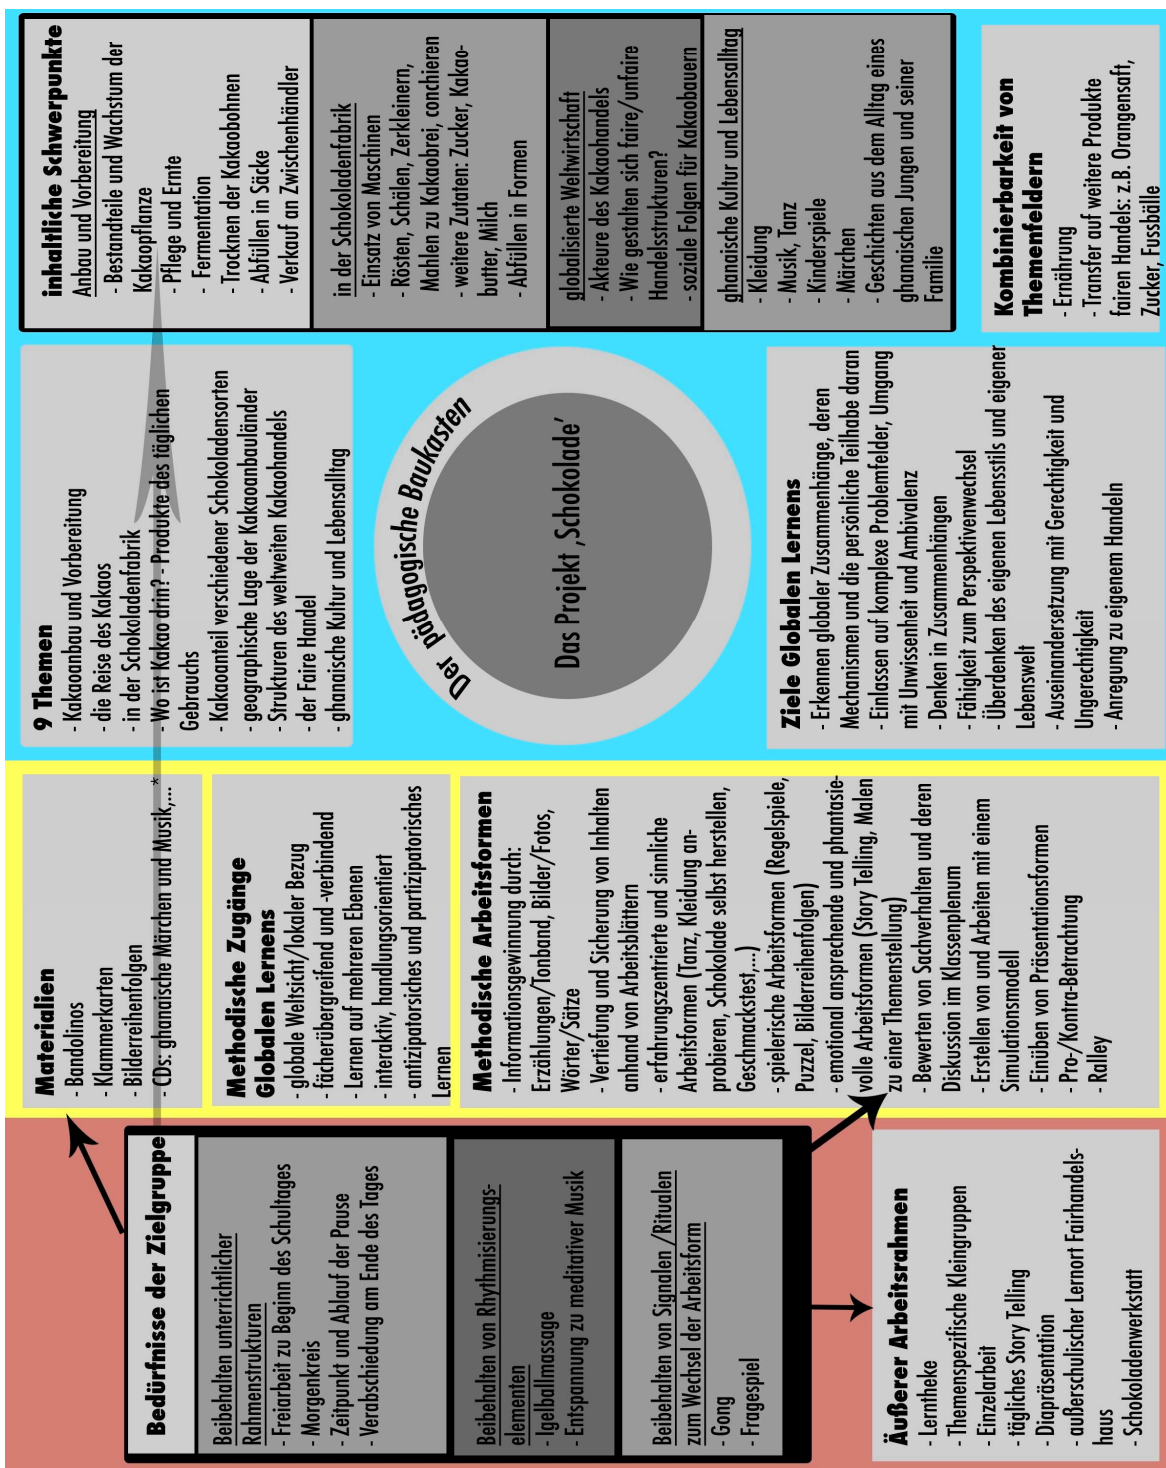 Bedürfnisse der Zielgruppe
Beibehalten unterrichtlicher
Rahmenstrukturen
- Freiarbeit zu Beginn des Schultages
- Morgenkreis
- Zeitpunkt und Ablauf der Pause
- Verabschiedung am Ende des Tages
Beibehalten von Rhythmisierungs-
elementen
- Igelballmassage
- Entspannung zu meditativer Musik
Beibehalten von Signalen /Ritualen
zum Wechsel der Arbeitsform
- Gong
- Fragespiel
Äußerer Arbeitsrahmen
- Lerntheke
- Themenspezifische Kleingruppen
- Einzelarbeit
- tägliches Story Telling
- Diapräsentation
- außerschulischer Lernort Fairhandels-
haus
- Schokoladenwerkstatt
Materialien
- Bandolinos
- Klammerkarten
- Bilderreihenfolgen
- CDs: ghanaische Märchen und Musik,... *
Methodische Zugänge
Globalen Lernens
- globale Weltsicht/lokaler Bezug
- fächerübergreifend und -verbindend
- Lernen auf mehreren Ebenen
- interaktiv, handlungsorientiert
- antizipatorsiches und partizipatorisches
Lernen
Methodische Arbeitsformen
- Informationsgewinnung durch:
Erzählungen/Tonband, Bilder/Fotos,
Wörter/Sätze
- Vertiefung und Sicherung von Inhalten
anhand von Arbeitsblättern
- erfahrungszentrierte und sinnliche
Arbeitsformen (Tanz, Kleidung an-
probieren, Schokolade selbst herstellen,
Geschmackstest,...)
- spielerische Arbeitsformen (Regelspiele,
Puzzel, Bilderreihenfolgen)
- emotional ansprechende und phantasie-
volle Arbeitsformen (Story Telling, Malen
zu einer Themenstellung)
- Bewerten von Sachverhalten und deren
Diskussion im Klassenplenum
- Erstellen von und Arbeiten mit einem
Simulationsmodell
- Einüben von Präsentationsformen
- Pro-/Kontra-Betrachtung
- Ralley
9 Themen
- Kakaoanbau und Vorbereitung
- die Reise des Kakaos
- in der Schokoladenfabrik
- Wo ist Kakao drin? - Produkte des täglichen
Gebrauchs
- Kakaoanteil verschiedener Schokoladensorten
- geographische Lage der Kakaoanbauländer
- Strukturen des weltweiten Kakaohandels
- der Faire Handel
- ghanaische Kultur und Lebensalltag
Der pädagogische Baukasten
Das Projekt ,Schokolade'
Ziele Globalen Lernens
- Erkennen globaler Zusammenhänge, deren
Mechanismen und die persönliche Teilhabe daran
- Einlassen auf komplexe Problemfelder, Umgang
mit Unwissenheit und Ambivalenz
- Denken in Zusammenhängen
- Fähigkeit zum Perspektivenwechsel
- Überdenken des eigenen Lebensstils und eigener
Lebenswelt
- Auseinandersetzung mit Gerechtigkeit und
Ungerechtigkeit
- Anregung zu eigenem Handeln
inhaltliche Schwerpunkte
Anbau und Vorbereitung
- Bestandteile und Wachstum der
Kakaopflanze
- Pflege und Ernte
- Fermentation
- Trocknen der Kakaobohnen
- Abfüllen in Säcke
- Verkauf an Zwischenhändler
in der Schokoladenfabrik
- Einsatz von Maschinen
- Rösten, Schälen, Zerkleinern,
Mahlen zu Kakaobrei, conchieren
- weitere Zutaten: Zucker, Kakao-
butter, Milch
- Abfüllen in Formen
globalisierte Weltwirtschaft
- Akteure des Kakaohandels
- Wie gestalten sich faire/unfaire
Handelsstrukturen?
- soziale Folgen für Kakaobauern
ghanaische Kultur und Lebensalltag
- Kleidung
- Musik, Tanz
- Kinderspiele
- Märchen
- Geschichten aus dem Alltag eines
ghanaischen Jungen und seiner
Familie
Kombinierbarkeit von
Themenfeldern
- Ernährung
- Transfer auf weitere Produkte
fairen Handels: z.B. Orangensaft,
Zucker, Fussbälle